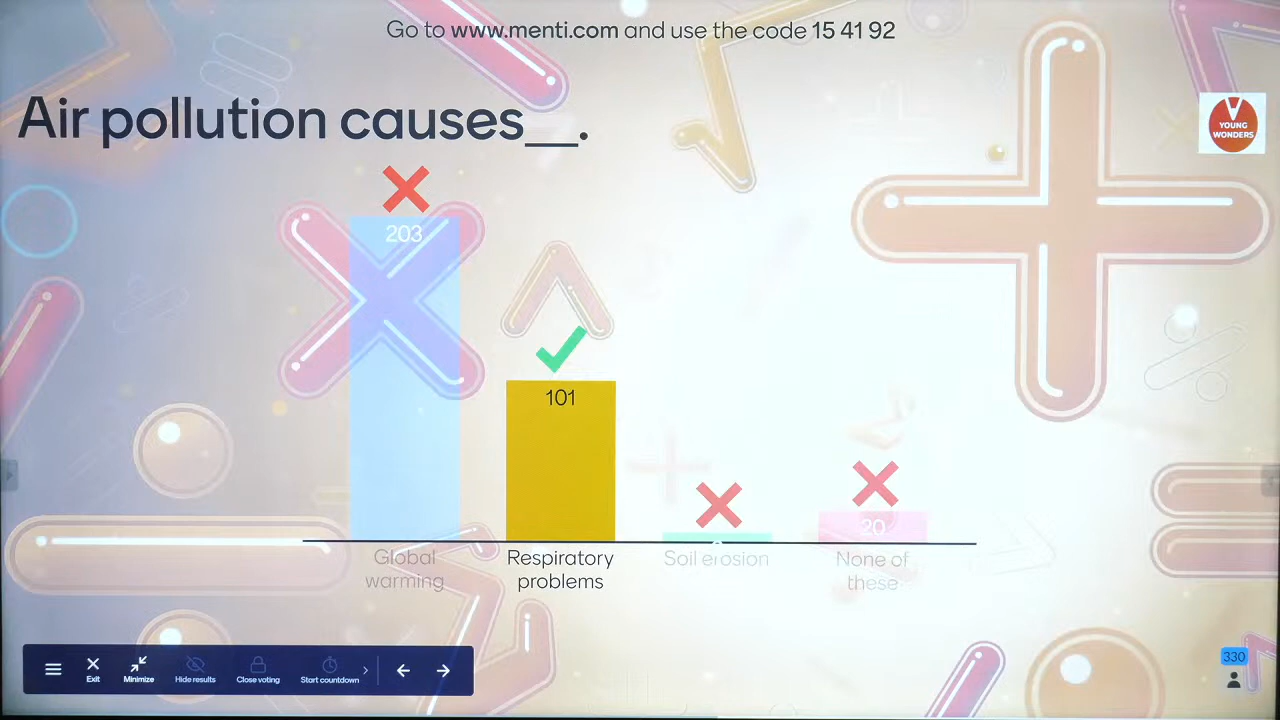 Go to www.menti.com and use the code 15 41 92
Air pollution causes__.
YOUNG
WONDERS
203
101
20
Global
warming
Respiratory
problems
Soil erosion
None of
these
Exit
Minimize
Hide results
Close voting
Start countdown
330